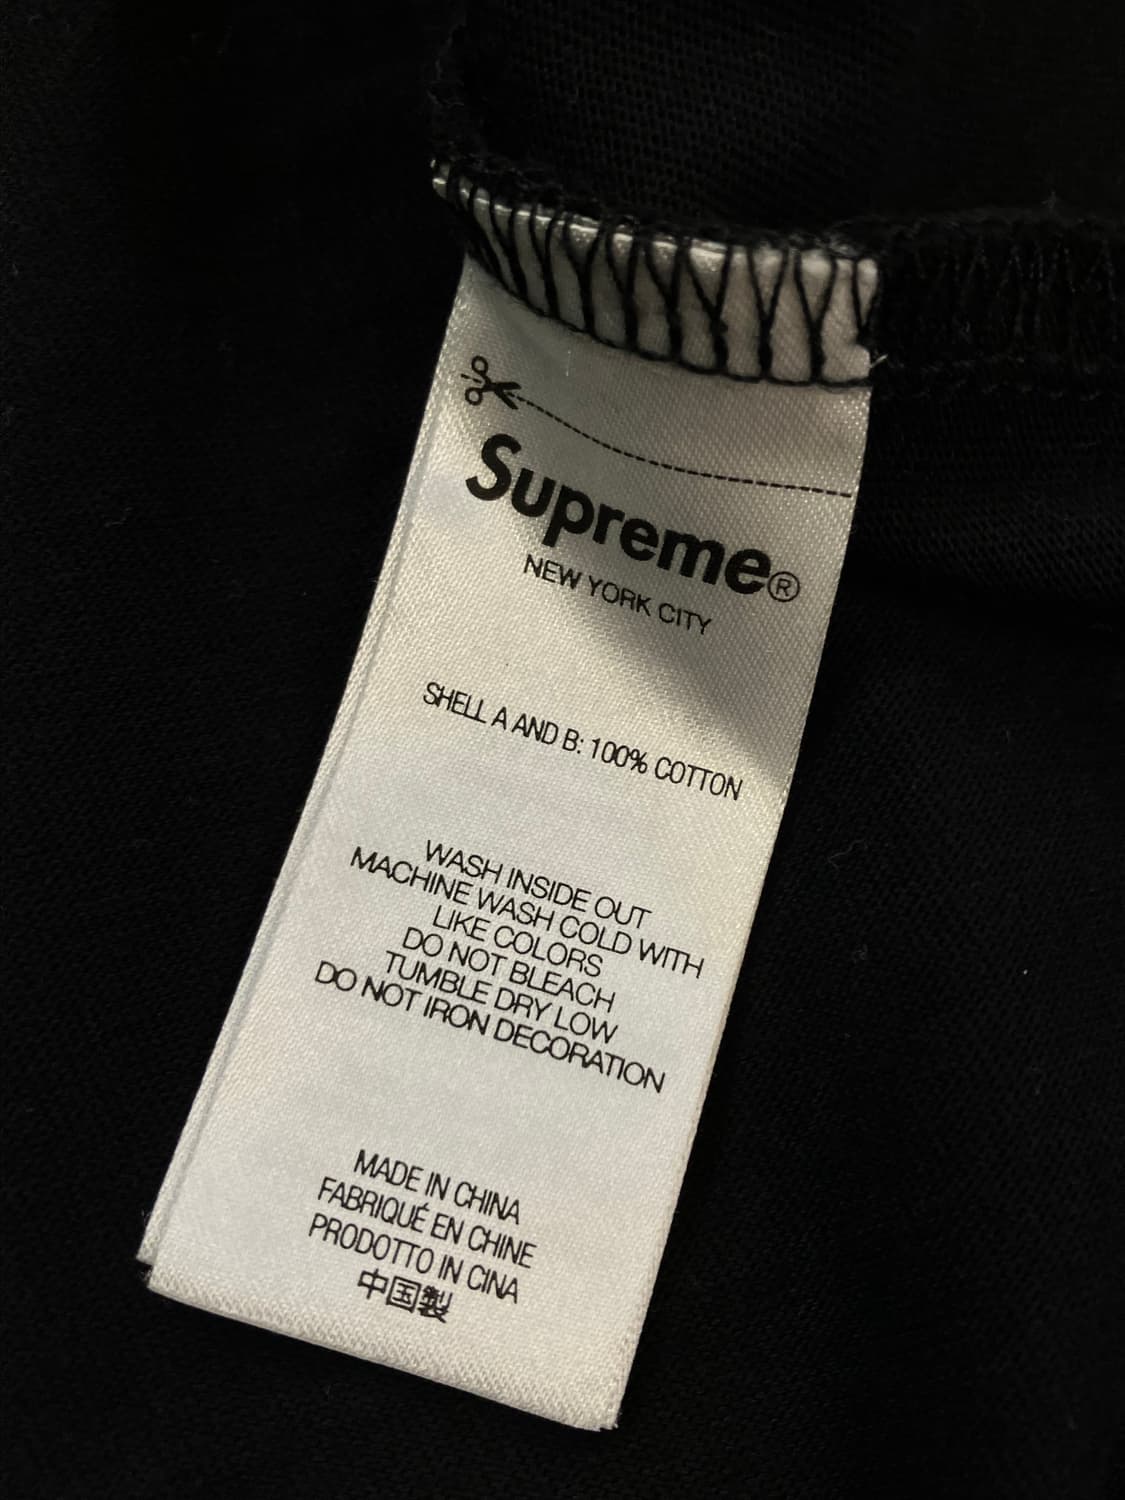 Supreme®
NEW YORK CITY
SHELL A AND B: 100% COTTON
WASH INSIDE OUT
MACHINE WASH COLD WITH
LIKE COLORS
DO NOT BLEACH
TUMBLE DRY LOW
DO NOT IRON DECORATION
MADE IN CHINA
FABRIQUÉ EN CHINE
PRODOTTO IN CINA
中国製